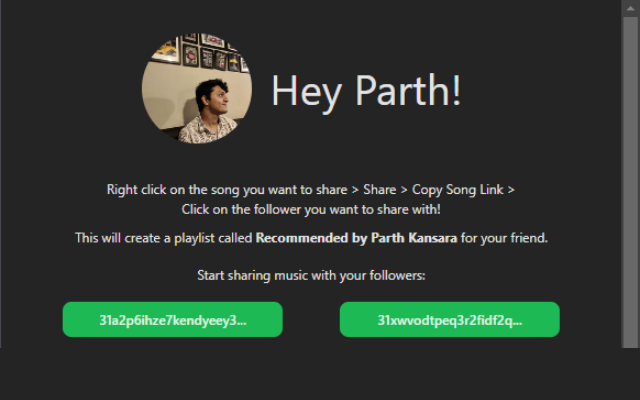 Hey Parth!
Right click on the song you want to share > Share > Copy Song Link >
Click on the follower you want to share with!
This will create a playlist called Recommended by Parth Kansara for your friend.
Start sharing music with your followers:
31a2p6ihze7kendyeey3...
31xwvodtpeq3r2fidf2q...